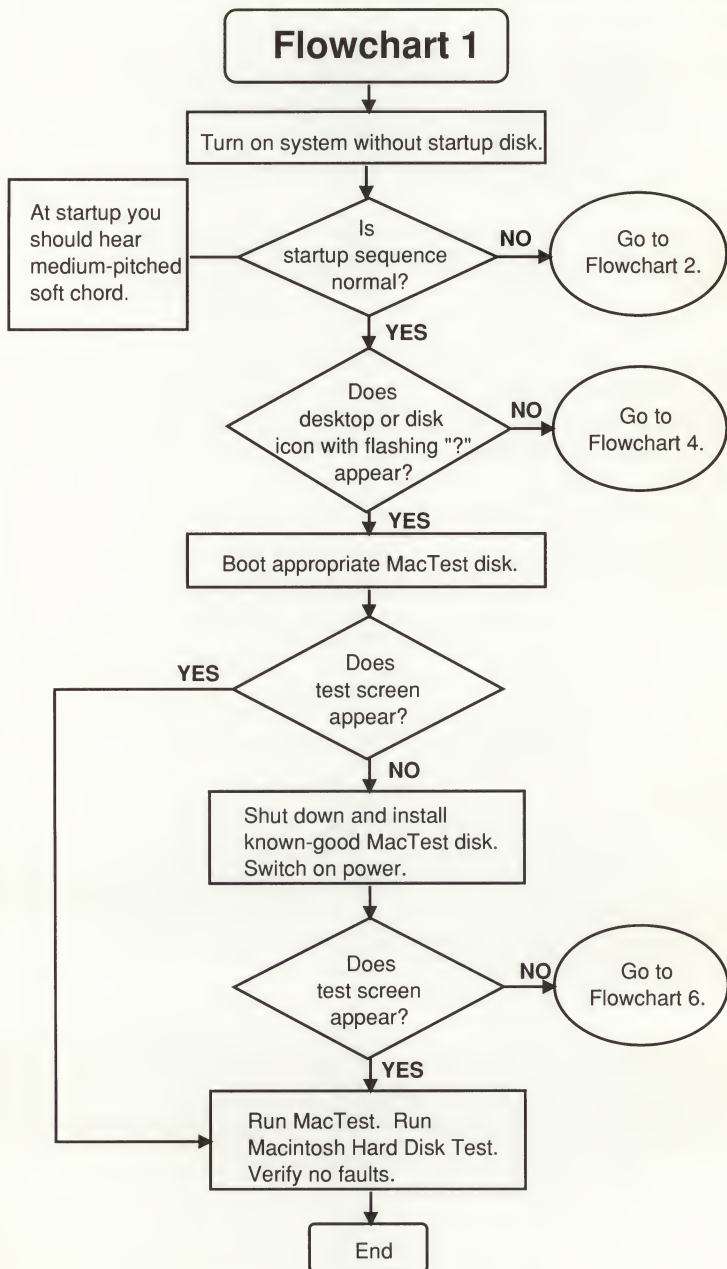 Flowchart 1
Turn on system without startup disk.
At startup you
should hear
medium-pitched
soft chord.
Is
startup sequence
normal?
NO
Go to
Flowchart 2.
YES
Does
desktop or disk
icon with flashing "?"
appear?
NO
Go to
Flowchart 4.
YES
Boot appropriate MacTest disk.
YES
Does
test screen
appear?
NO
Shut down and install
known-good MacTest disk.
Switch on power.
Does
test screen
appear?
NO
Go to
Flowchart 6.
YES
Run MacTest. Run
Macintosh Hard Disk Test.
Verify no faults.
End